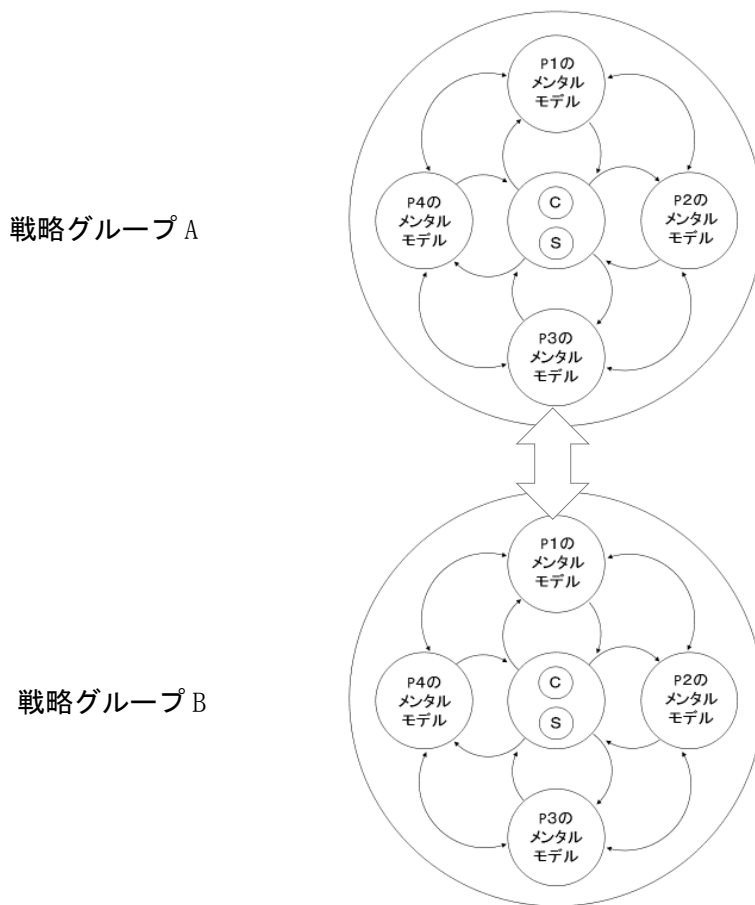 P1の
メンタル
モデル
戦略グループ A
P4の
メンタル
モデル
C
S
P2の
メンタル
モデル
P3の
メンタル
モデル
P1の
メンタル
モデル
戦略グループ B
P4の
メンタル
モデル
C
S
P2の
メンタル
モデル
P3の
メンタル
モデル